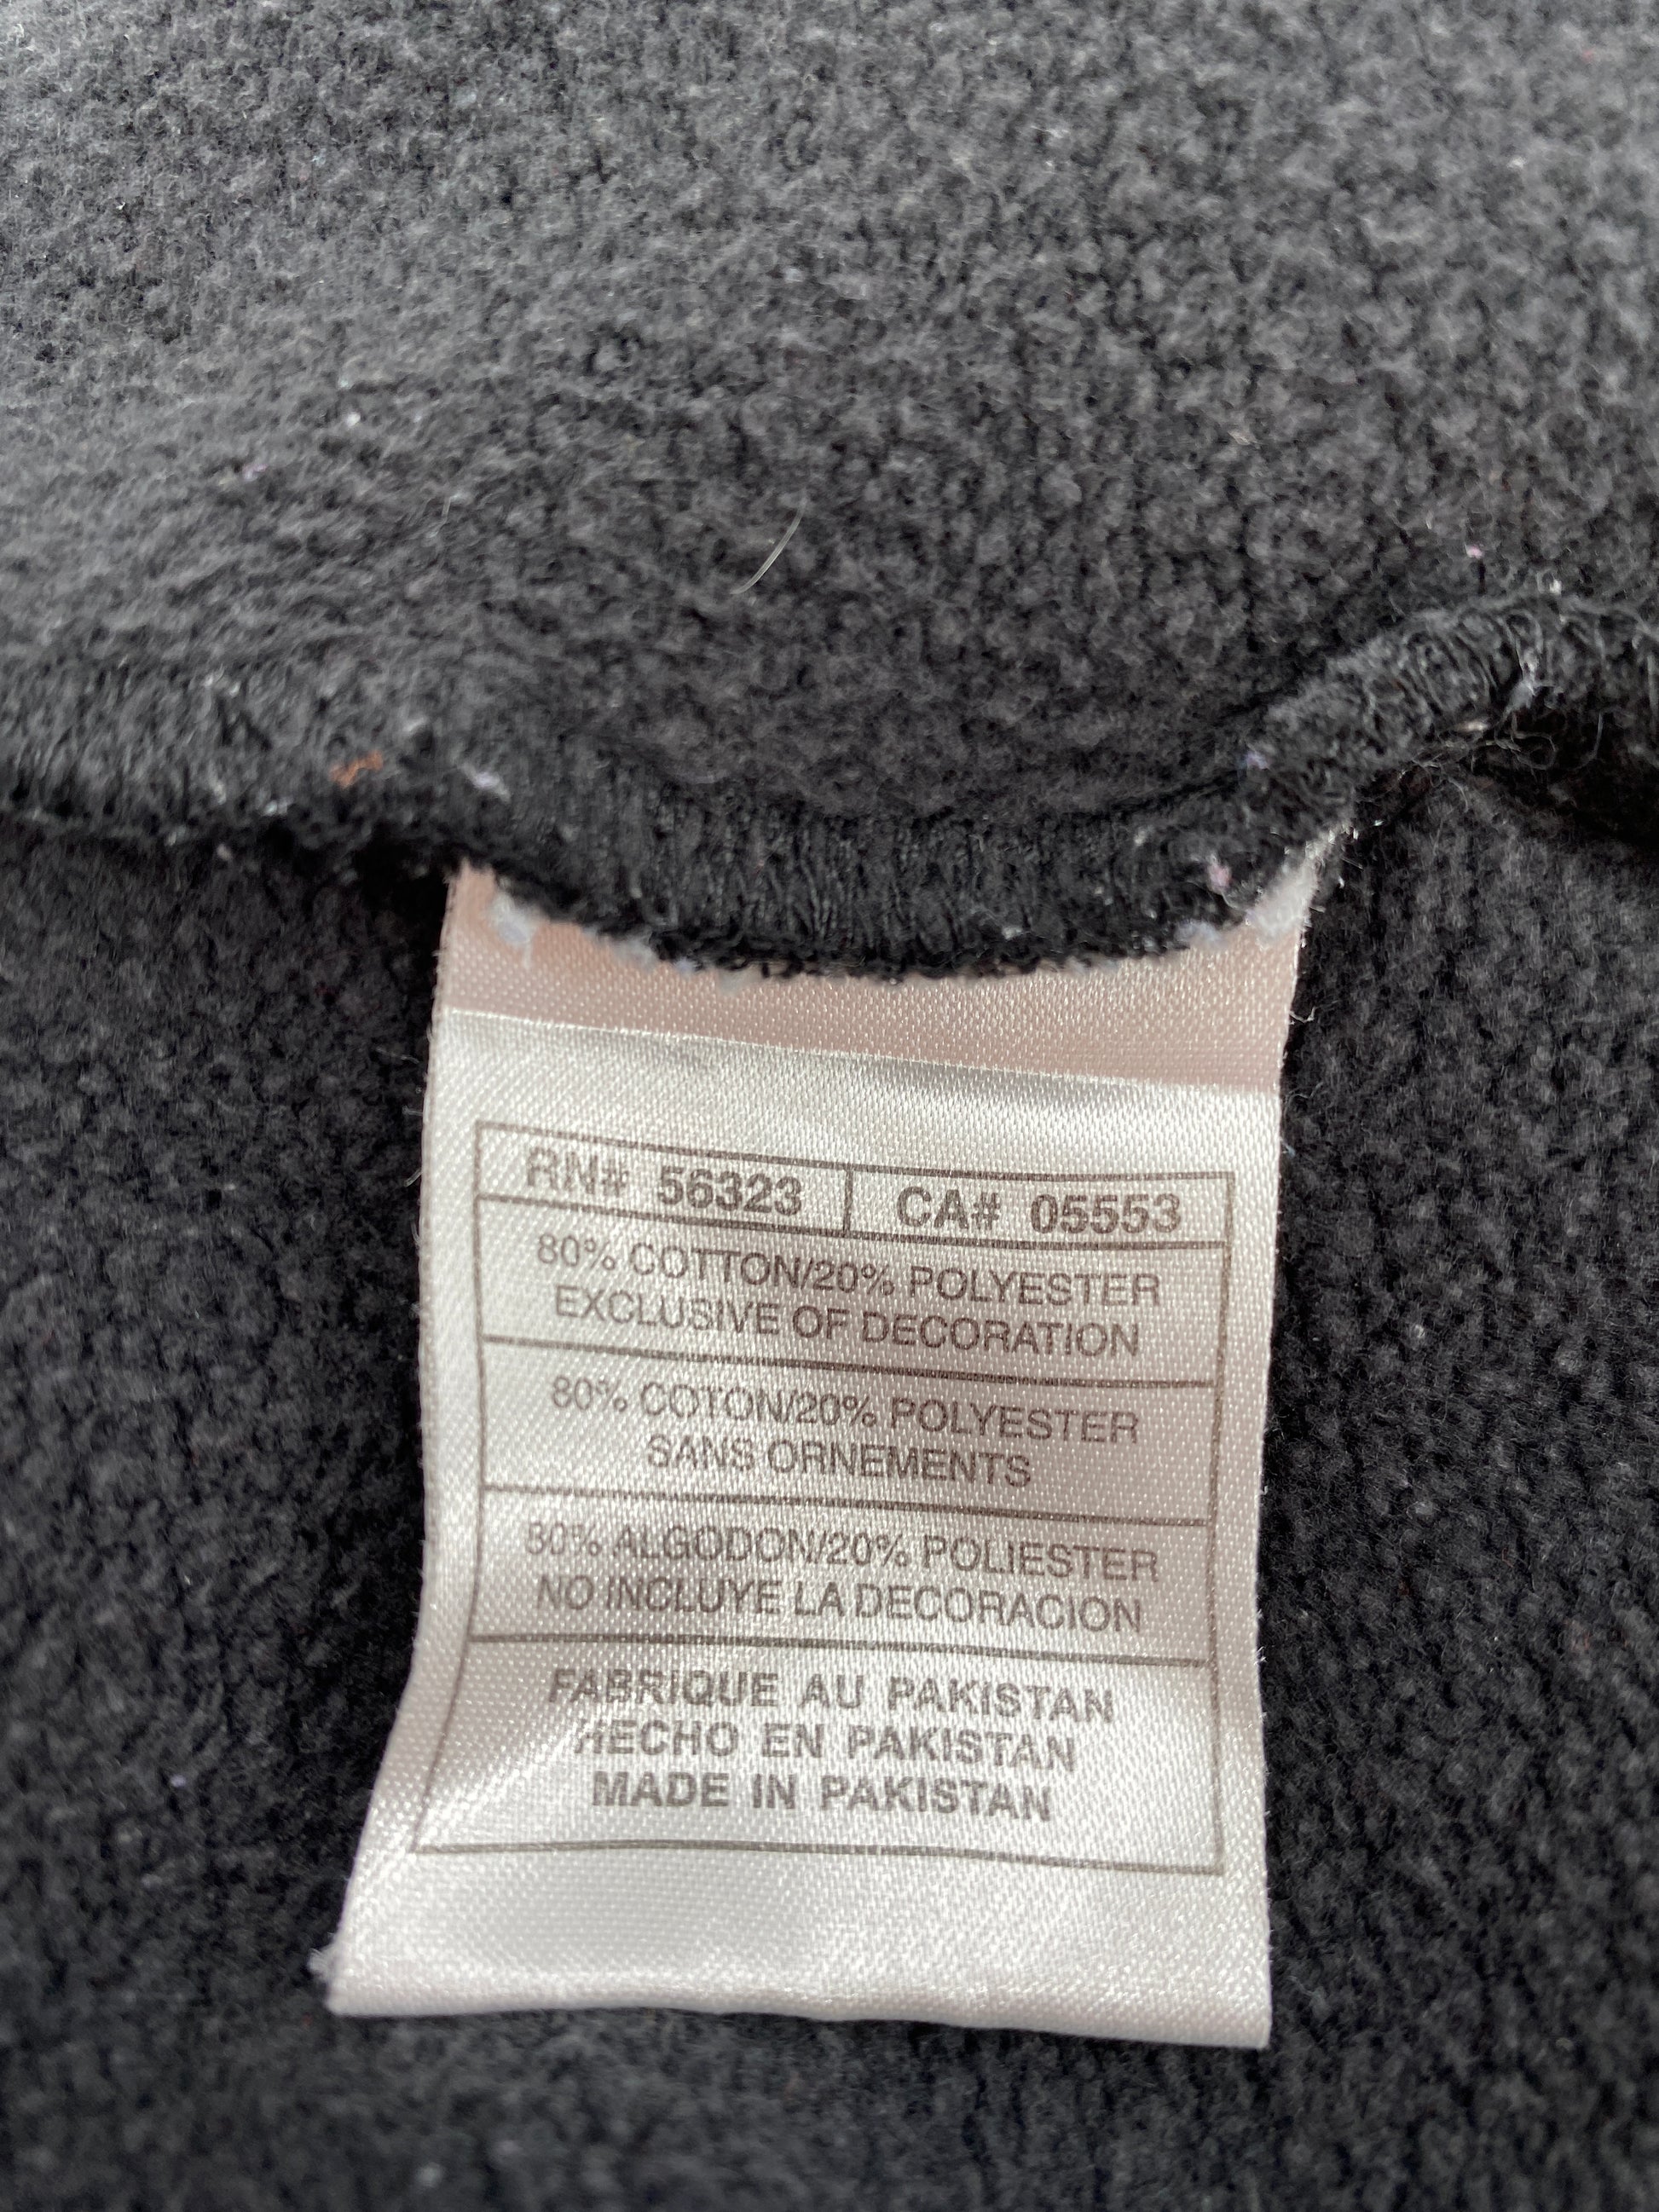 RN# 56323 CA# 05553
80% COTTON/20% POLYESTER
EXCLUSIVE OF DECORATION
80% COTON/20% POLYESTER
SANS ORNEMENTS
80% ALGODON/20% POLIESTER
NO INCLUYE LA DECORACION
FABRIQUE AU PAKISTAN
HECHO EN PAKISTAN
MADE IN PAKISTAN